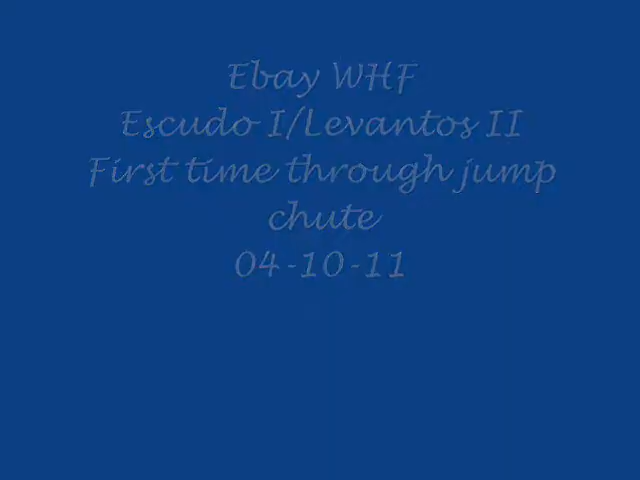 Ebay WHF
Escudo I/Levantos II
First time through jump
chute
04-10-11